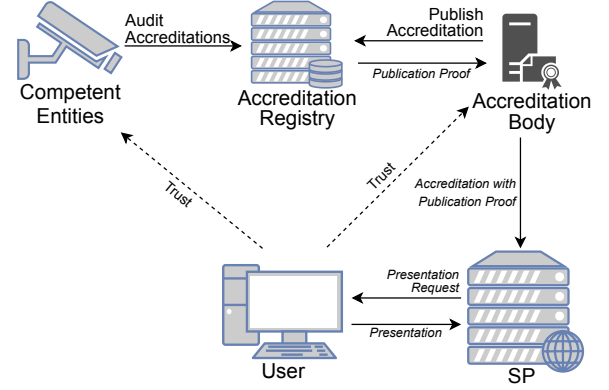 Audit
Accreditations
Publish
Accreditation
Publication Proof
Competent
Entities
Accreditation
Registry
Accreditation
Body
Trust
Trust
Accreditation with
Publication Proof
Presentation
Request
Presentation
User
SP